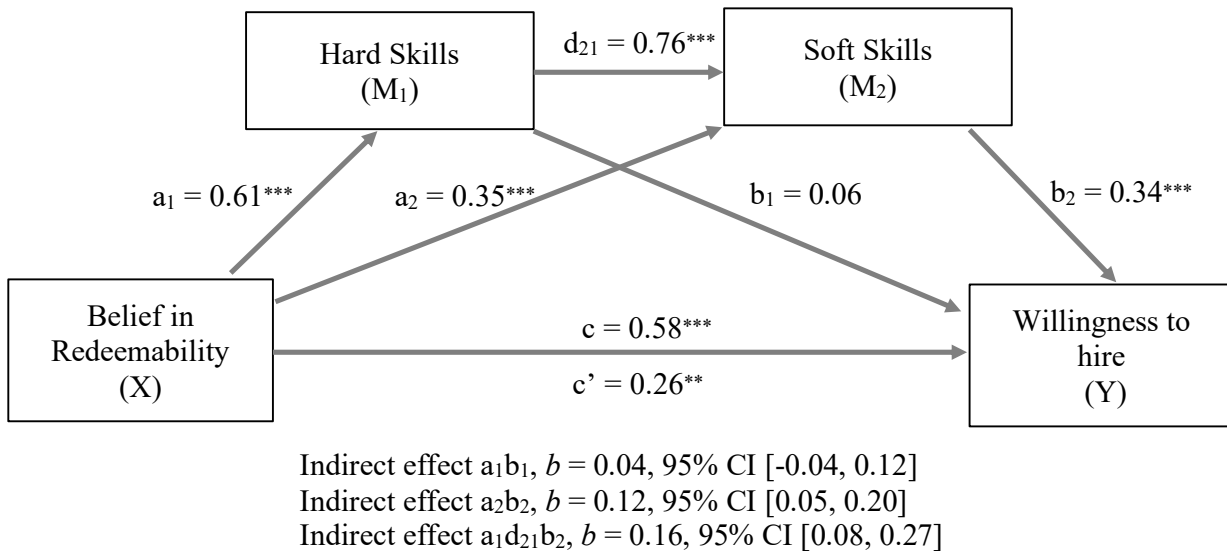 Hard Skills
(M₁)
d₂₁ = 0.76***
Soft Skills
(M₂)
a₁ = 0.61***
a₂ = 0.35***
b₁ = 0.06
b₂ = 0.34***
Belief in
Redeemability
(X)
c = 0.58***
c’ = 0.26**
Willingness to
hire
(Y)
Indirect effect a₁b₁, b = 0.04, 95% CI [-0.04, 0.12]
Indirect effect a₂b₂, b = 0.12, 95% CI [0.05, 0.20]
Indirect effect a₁d₂₁b₂, b = 0.16, 95% CI [0.08, 0.27]